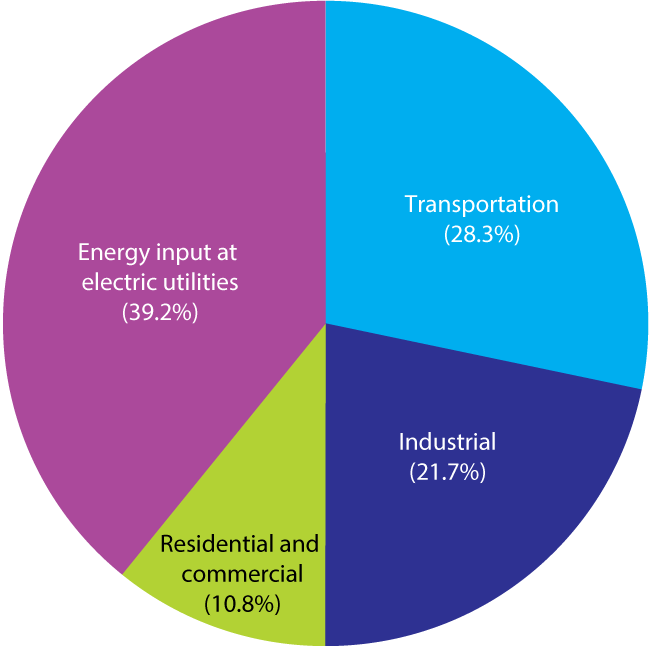 Transportation
(28.3%)
Energy input at
electric utilities
(39.2%)
Industrial
(21.7%)
Residential and
commercial
(10.8%)